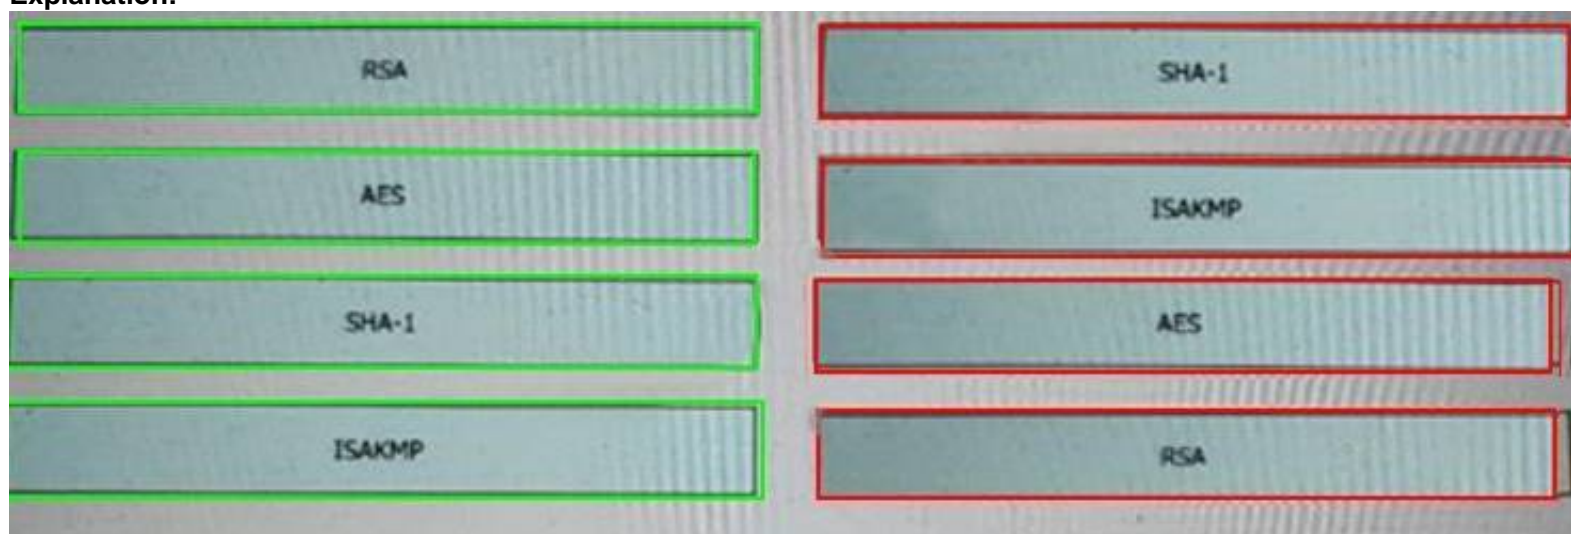 Explanation:
RSA
SHA-1
AES
ISAKMP
SHA-1
AES
ISAKMP
RSA